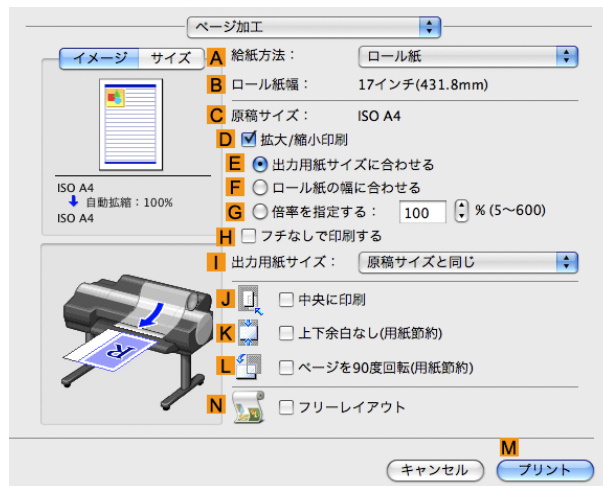 ページ加工
イメージ サイズ
A 給紙方法： ロール紙
B ロール紙幅： 17インチ(431.8mm)
C 原稿サイズ： ISO A4
D 拡大/縮小印刷
E 出力用紙サイズに合わせる
F ロール紙の幅に合わせる
G 倍率を指定する： 100 % (5～600)
H フチなしで印刷する
I 出力用紙サイズ： 原稿サイズと同じ
ISO A4
自動拡縮：100%
ISO A4
J 中央に印刷
K 上下余白なし(用紙節約)
L ページを90度回転(用紙節約)
N フリーレイアウト
R
M
キャンセル プリント